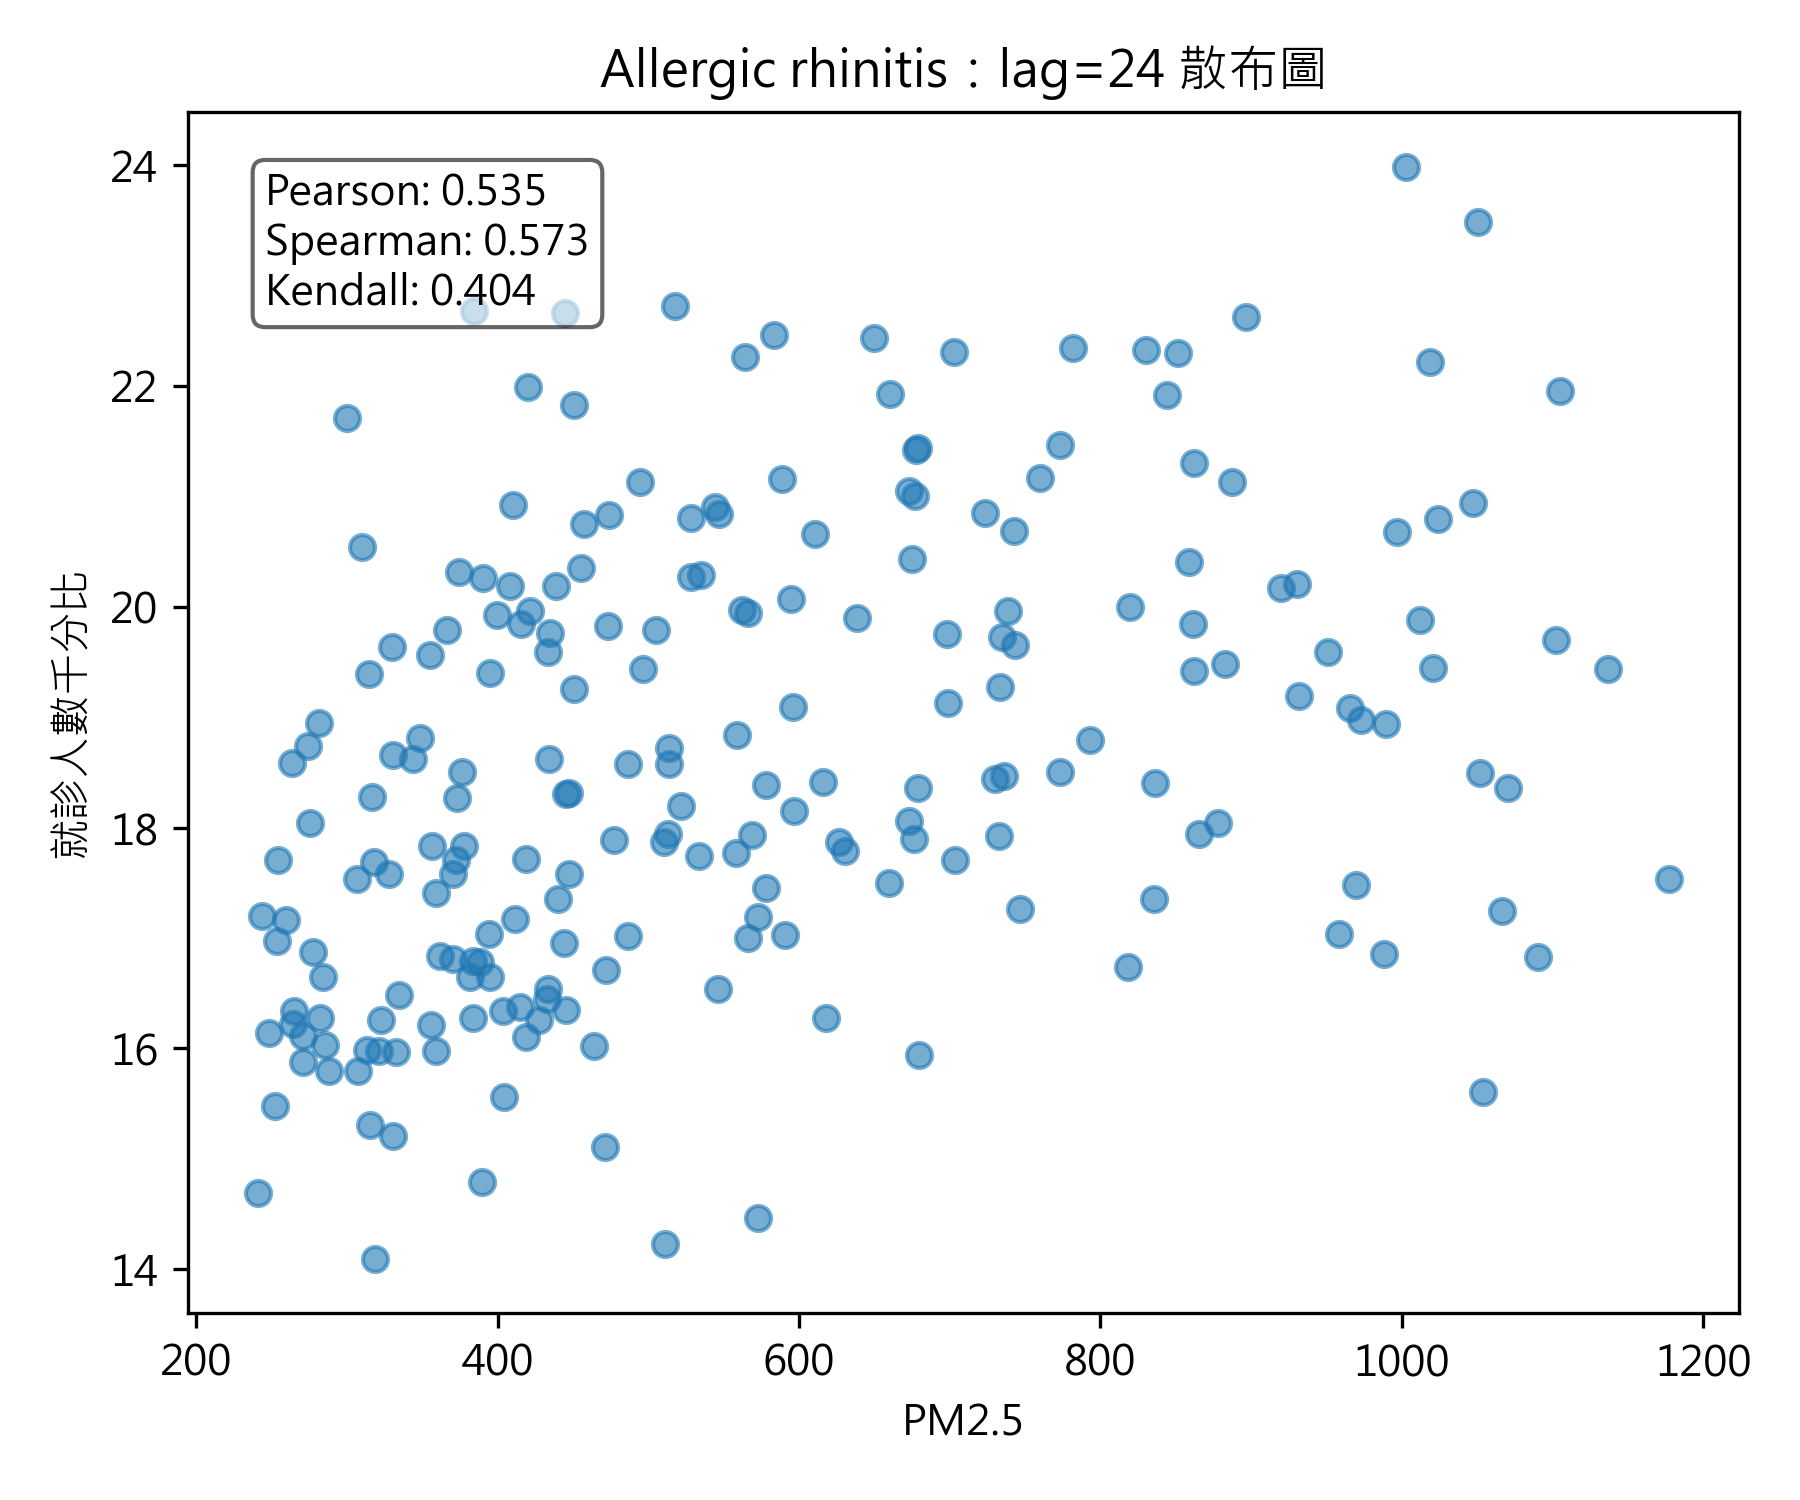 Allergic rhinitis：lag=24 散布圖
Pearson: 0.535
Spearman: 0.573
Kendall: 0.404
就診人數千分比
24
22
20
18
16
14
200 400 600 800 1000 1200
PM2.5